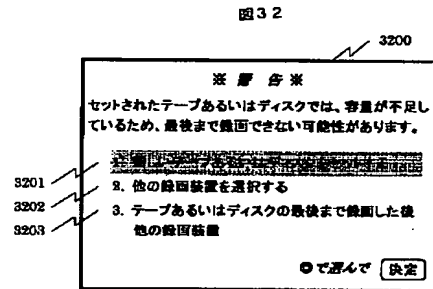 図32
3200
※ 警 告 ※
セットされたテープあるいはディスクでは、容量が不足し
ているため、最後まで録画できない可能性があります。
3201
3202
2. 他の録画装置を選択する
3203
3. テープあるいはディスクの最後まで録画した後
他の録画装置
◎で選んで 決定